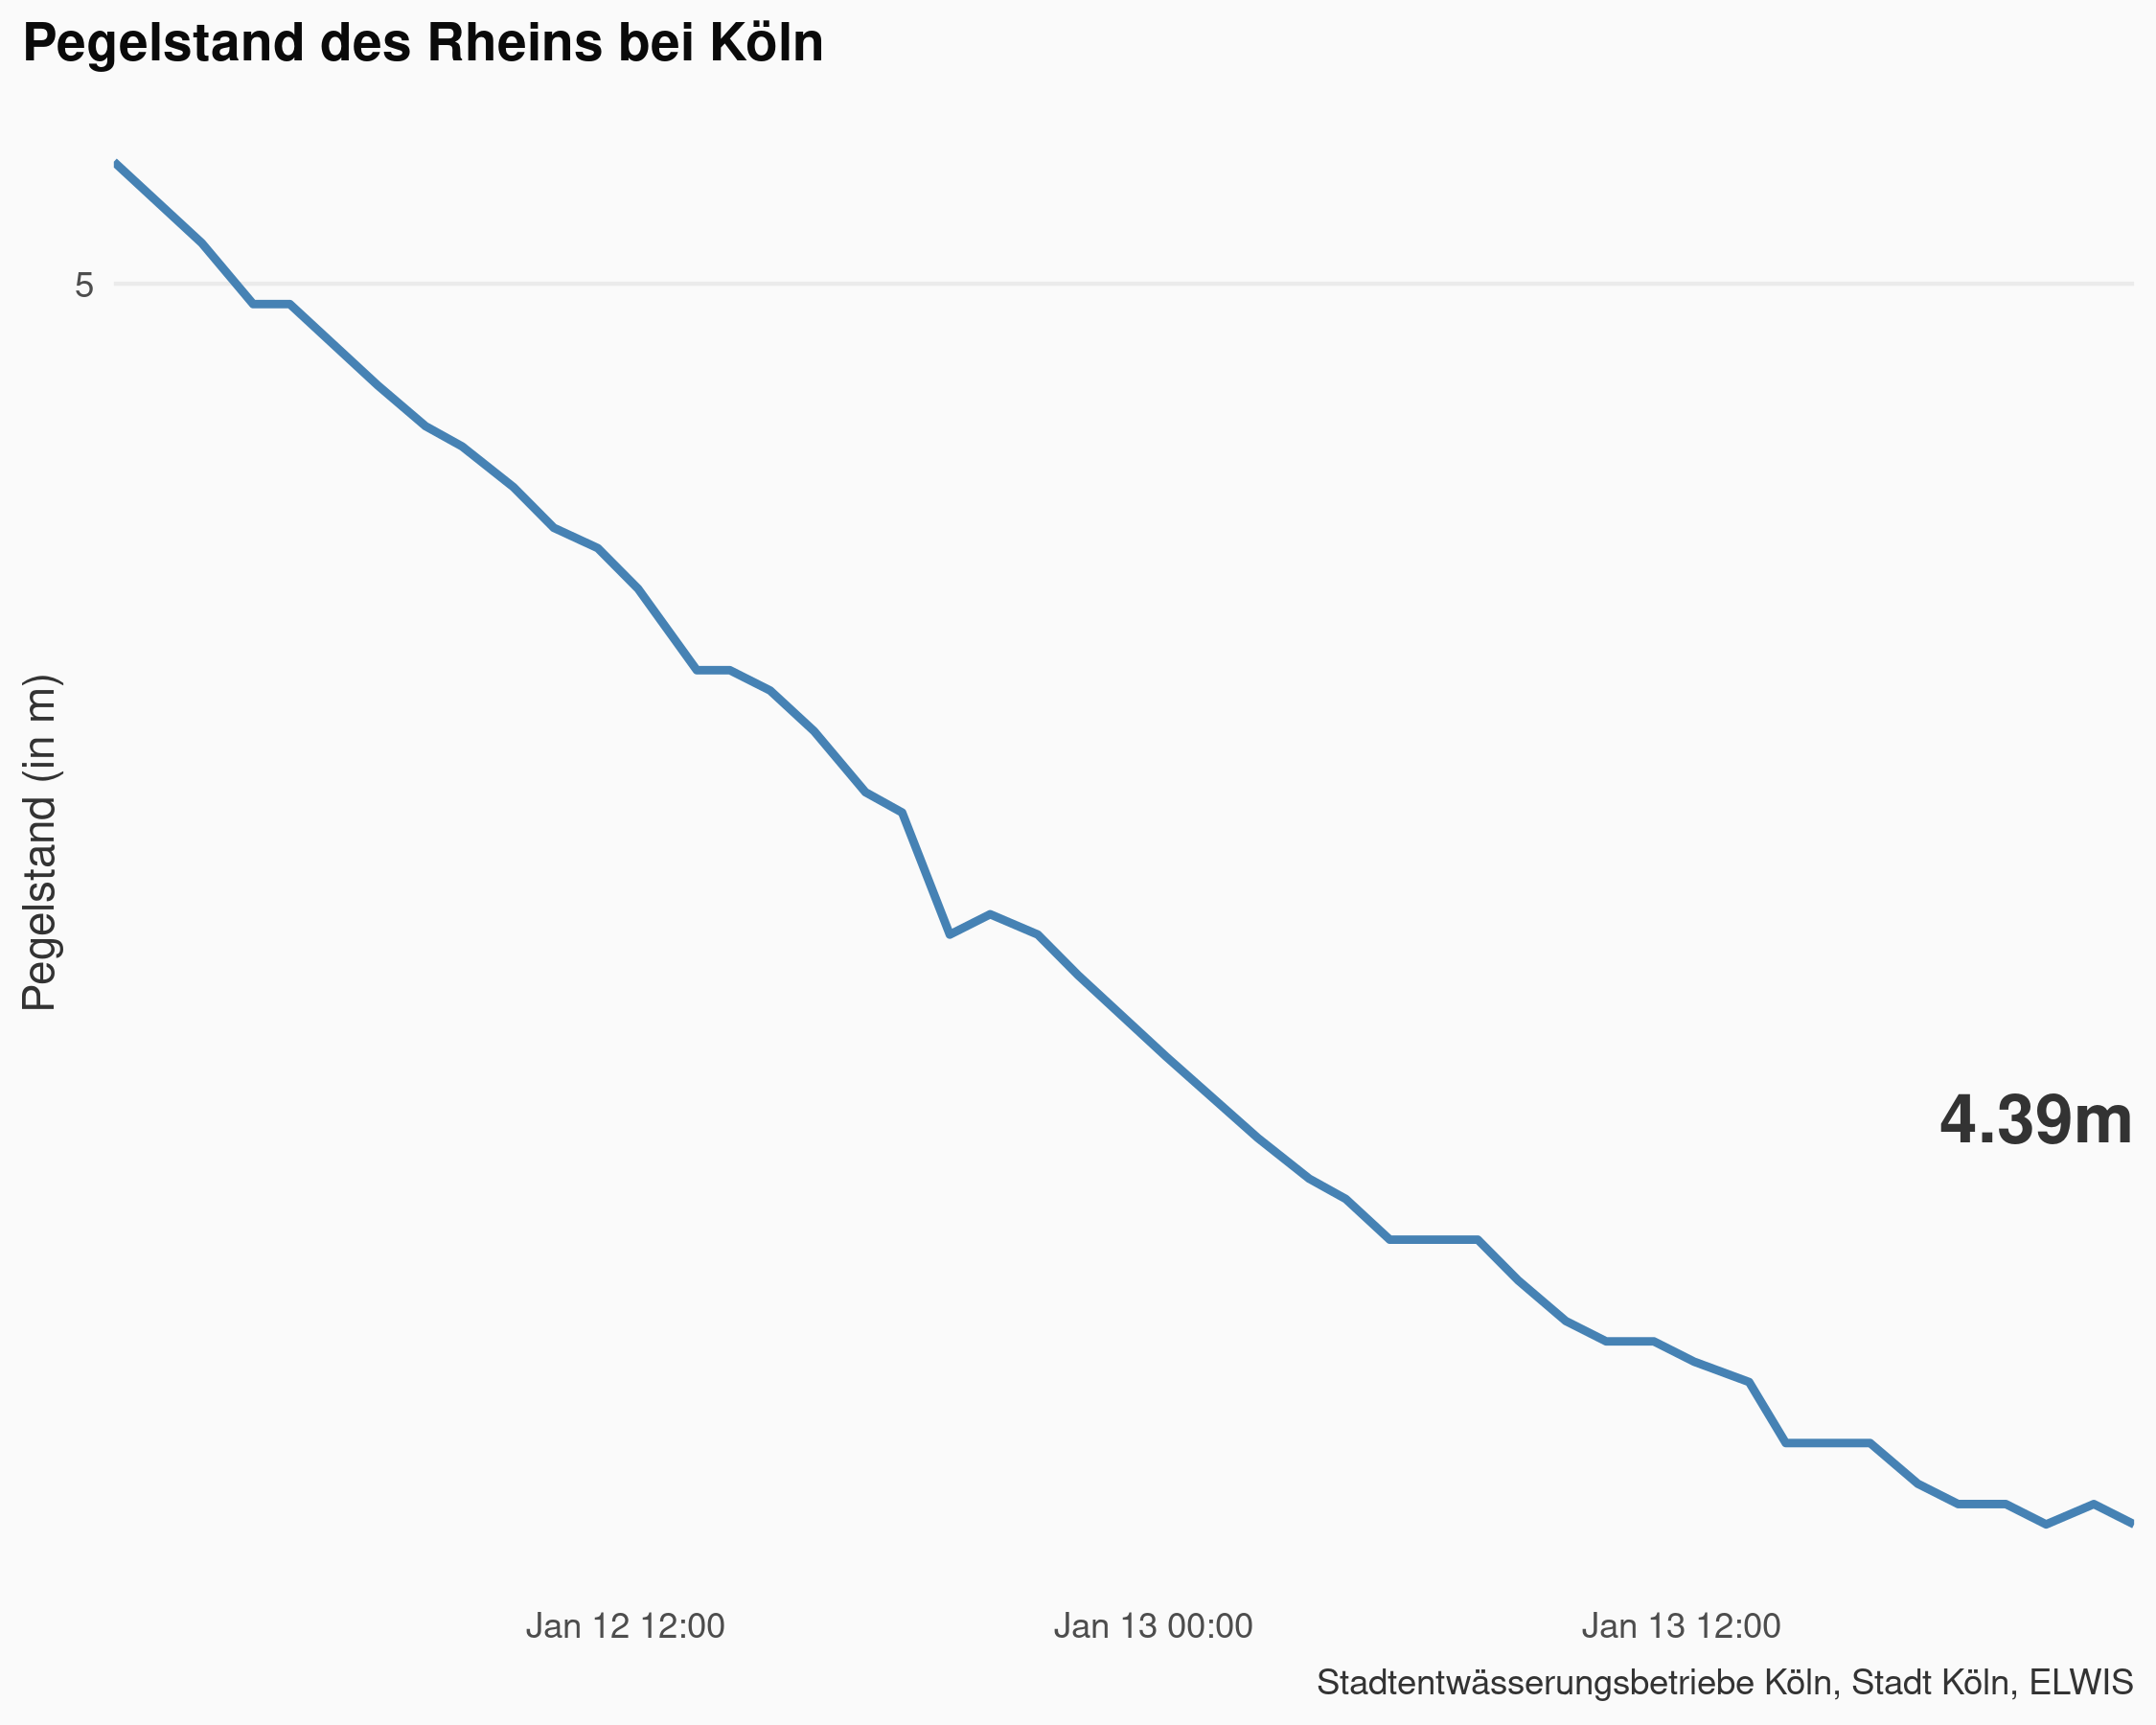 Pegelstand des Rheins bei Köln
5
Pegelstand (in m)
4.39m
Jan 12 12:00
Jan 13 00:00
Jan 13 12:00
Stadtentwässerungsbetriebe Köln, Stadt Köln, ELWIS